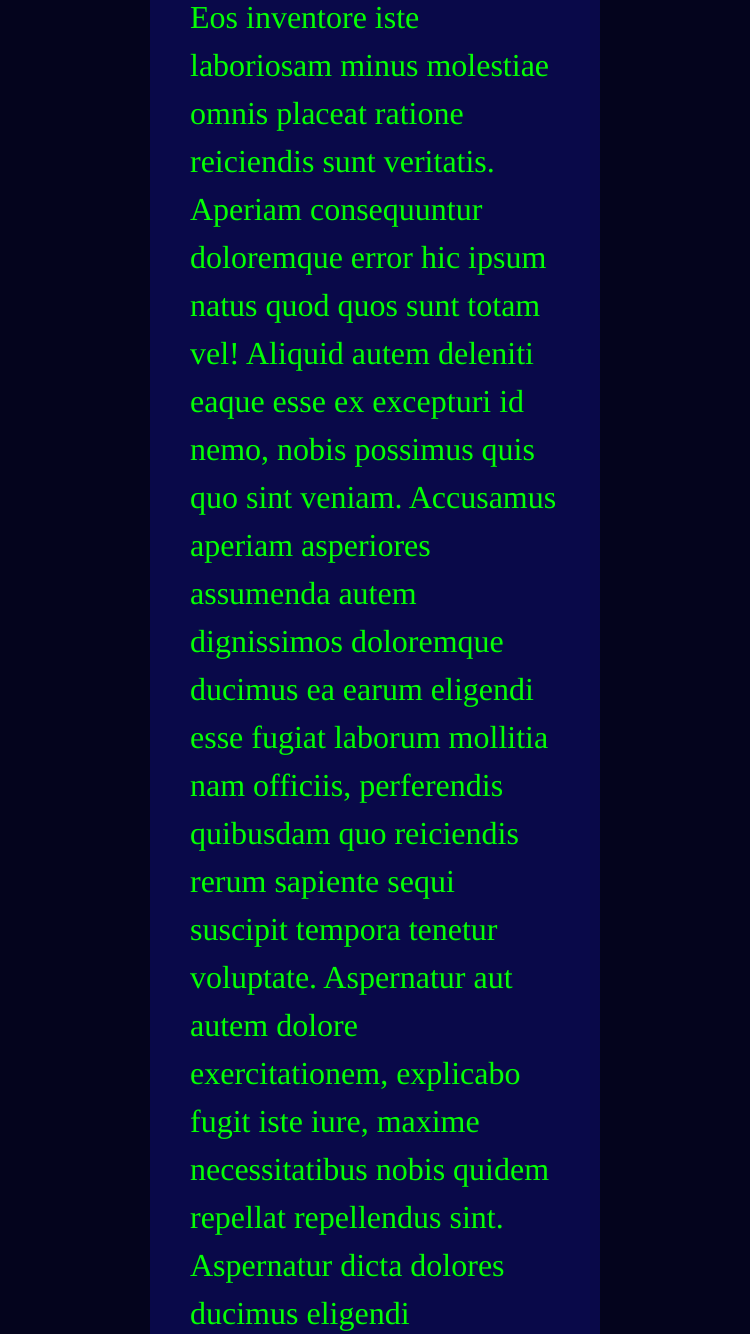 Eos inventore iste
laboriosam minus molestiae
omnis placeat ratione
reiciendis sunt veritatis.
Aperiam consequuntur
doloremque error hic ipsum
natus quod quos sunt totam
vel! Aliquid autem deleniti
eaque esse ex excepturi id
nemo, nobis possimus quis
quo sint veniam. Accusamus
aperiam asperiores
assumenda autem
dignissimos doloremque
ducimus ea earum eligendi
esse fugiat laborum mollitia
nam officiis, perferendis
quibusdam quo reiciendis
rerum sapiente sequi
suscipit tempora tenetur
voluptate. Aspernatur aut
autem dolore
exercitationem, explicabo
fugit iste iure, maxime
necessitatibus nobis quidem
repellat repellendus sint.
Aspernatur dicta dolores
ducimus eligendi